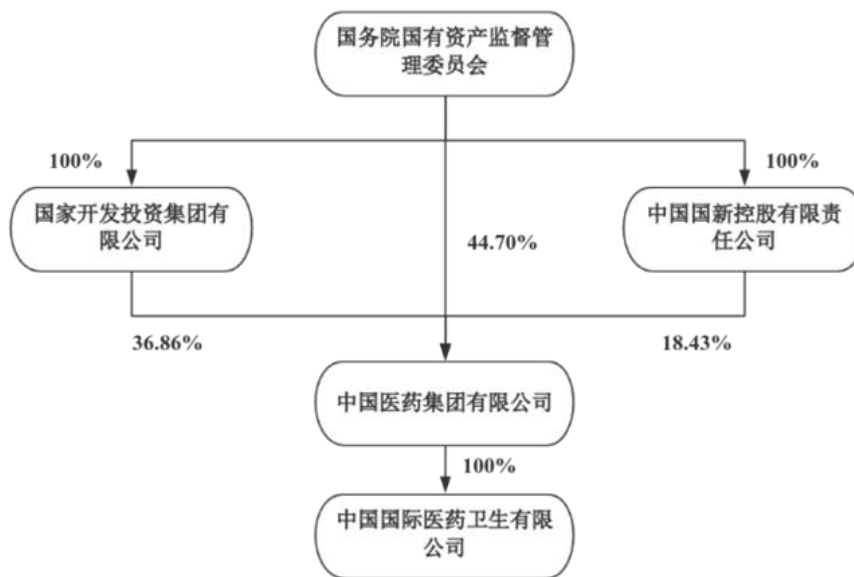 国务院国有资产监督管
理委员会
100%
100%
国家开发投资集团有
限公司
中国国新控股有限责
任公司
44.70%
36.86%
18.43%
中国医药集团有限公司
100%
中国国际医药卫生有限
公司